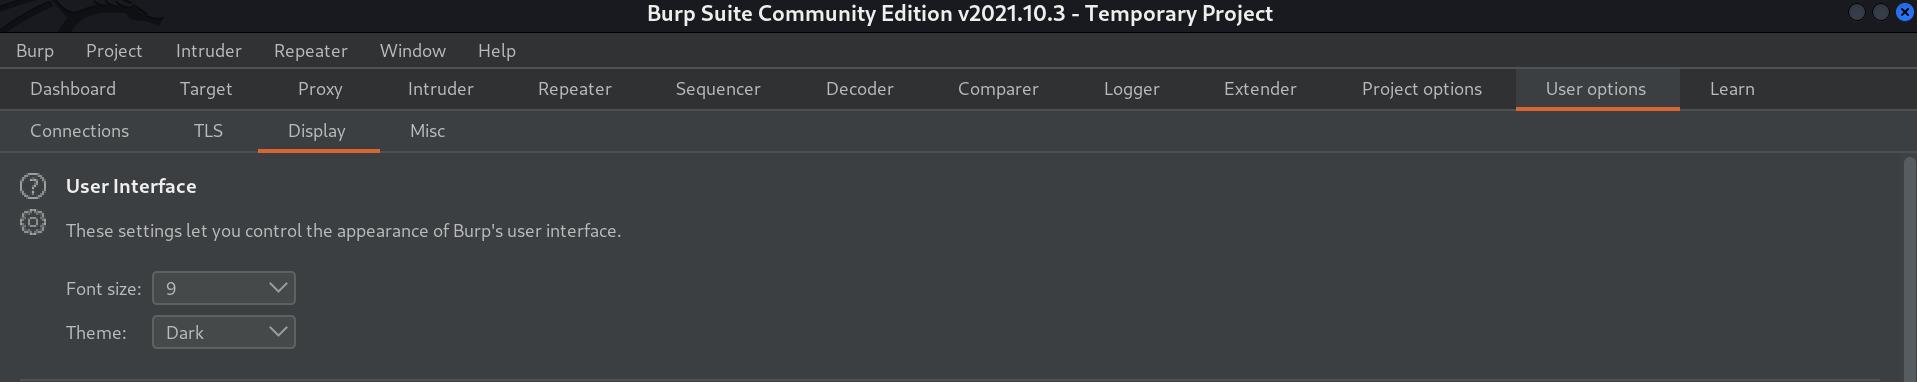 Burp Suite Community Edition v2021.10.3 - Temporary Project
Burp Project Intruder Repeater Window Help
Dashboard Target Proxy Intruder Repeater Sequencer Decoder Comparer Logger Extender Project options User options Learn
Connections TLS Display Misc
User Interface
These settings let you control the appearance of Burp's user interface.
Font size: 9
Theme: Dark